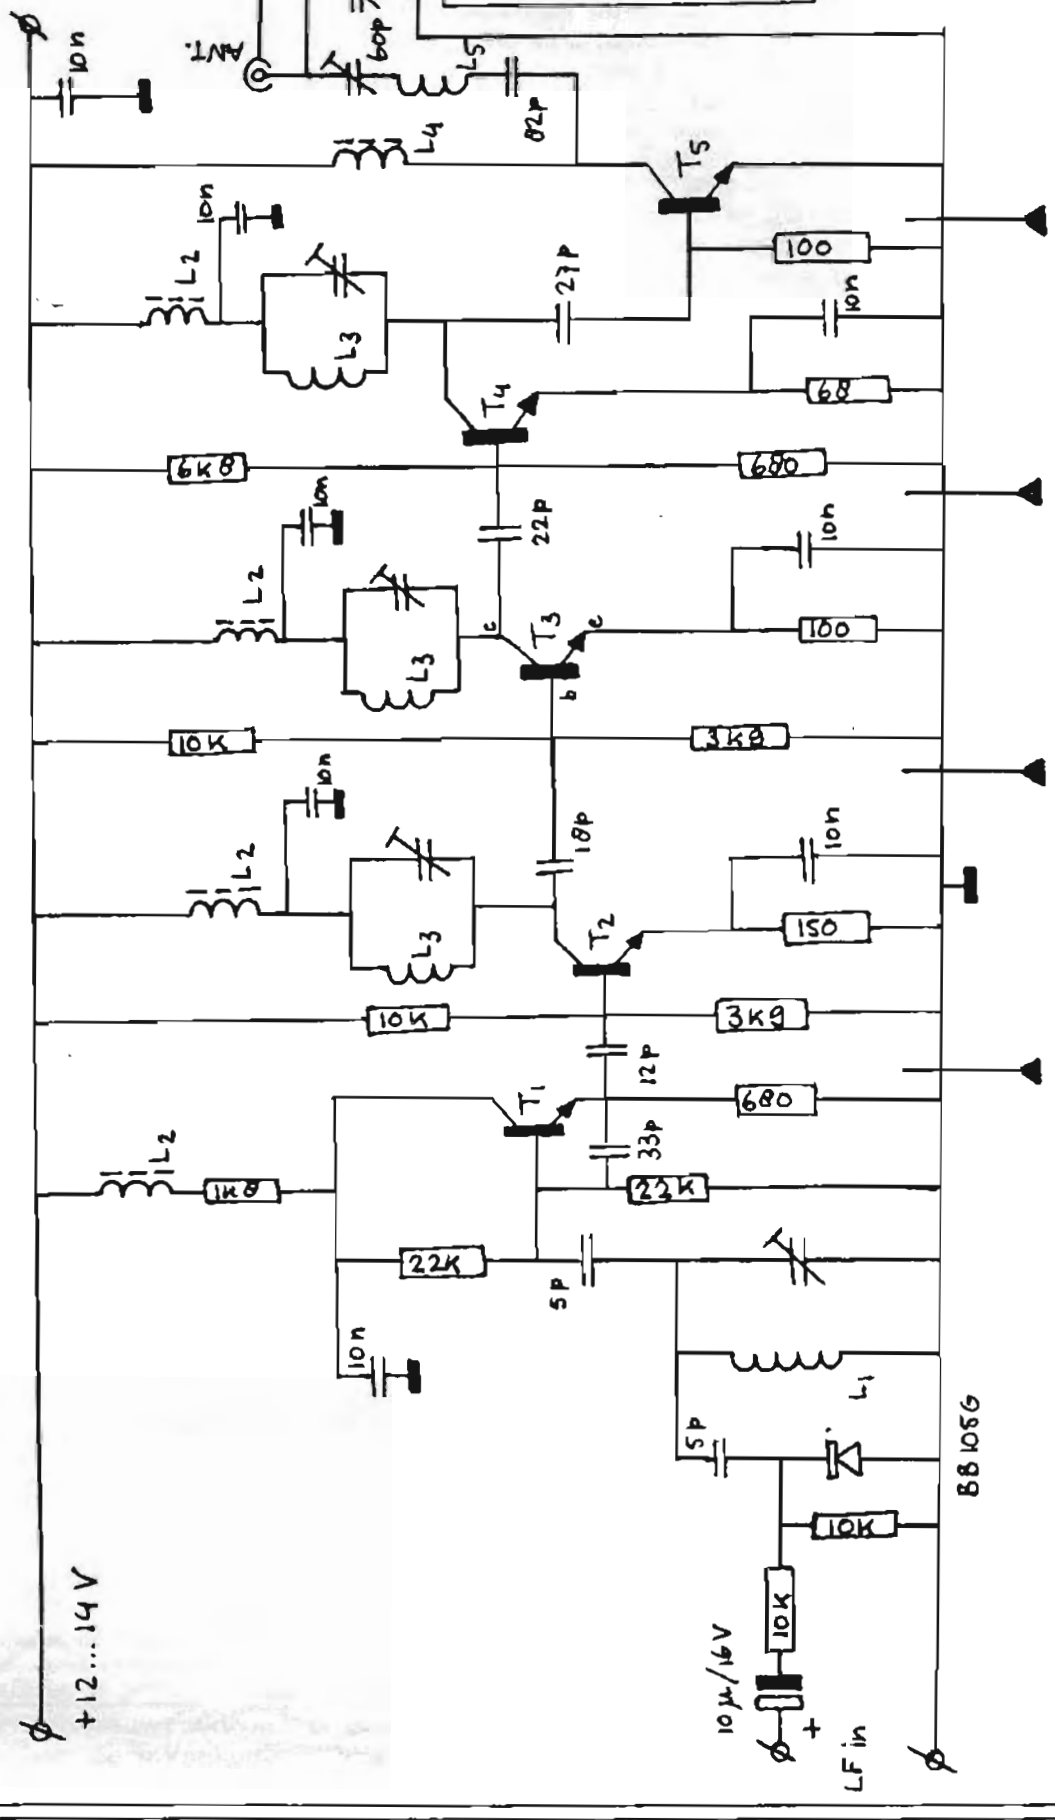 +12...14V
10n
ANT.
60p
L5
82p
L4
T5
100
10n
L2
L3
27p
10n
T4
68
6K8
680
10n
22p
10n
L2
L3
c
T3
e
b
100
10K
3K9
10n
18p
10n
L2
L3
T2
150
10K
3K9
12p
T1
680
33p
L2
1K8
22K
22K
5p
10n
L1
5p
BB105G
10K
10K
10µ/16V
+
LF in